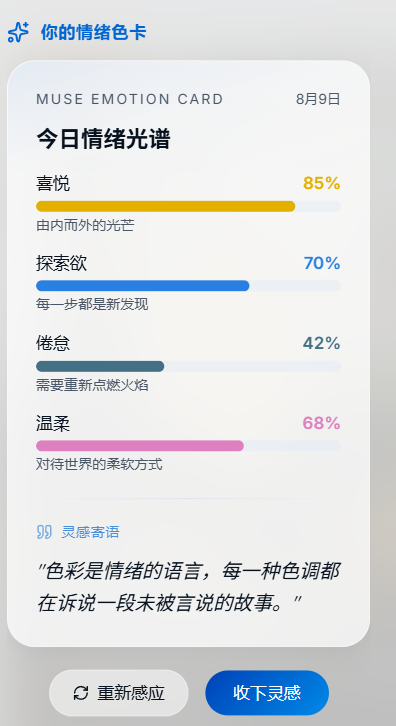 你的情绪色卡
MUSE EMOTION CARD 8月9日
今日情绪光谱
喜悦 85%
由内而外的光芒
探索欲 70%
每一步都是新发现
倦怠 42%
需要重新点燃火焰
温柔 68%
对待世界的柔软方式
灵感寄语
"色彩是情绪的语言，每一种色调都
在诉说一段未被言说的故事。"
重新感应 收下灵感